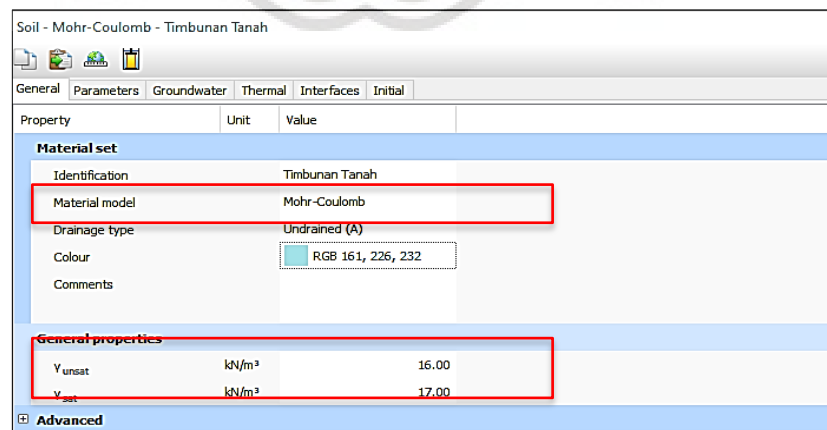 Soil - Mohr-Coulomb - Timbunan Tanah
General Parameters Groundwater Thermal Interfaces Initial
Property Unit Value
Material set
Identification Timbunan Tanah
Material model Mohr-Coulomb
Drainage type Undrained (A)
Colour RGB 161, 226, 232
Comments
General properties
γ unsat kN/m³ 16.00
γ sat kN/m³ 17.00
Advanced